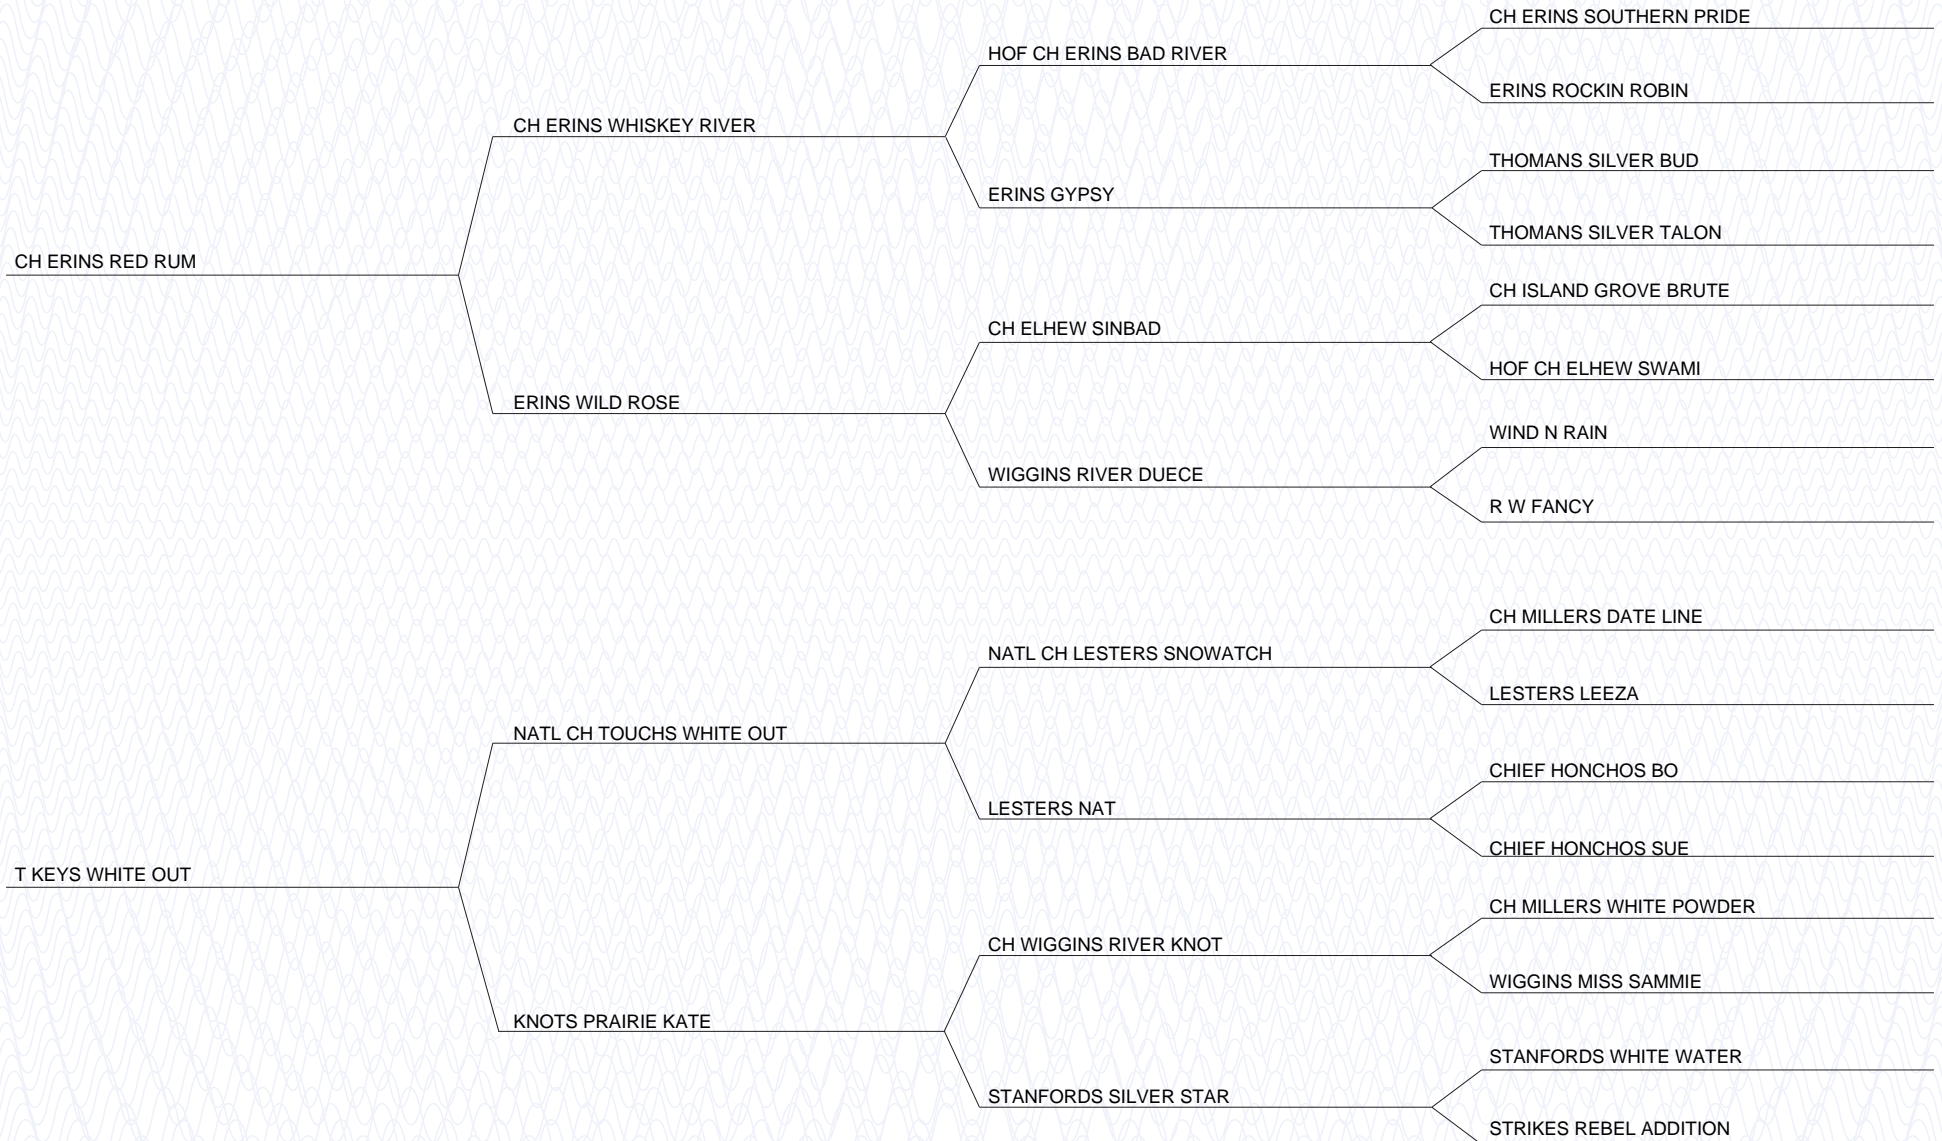 CH ERINS SOUTHERN PRIDE
HOF CH ERINS BAD RIVER
ERINS ROCKIN ROBIN
CH ERINS WHISKEY RIVER
THOMANS SILVER BUD
ERINS GYPSY
THOMANS SILVER TALON
CH ERINS RED RUM
CH ISLAND GROVE BRUTE
CH ELHEW SINBAD
HOF CH ELHEW SWAMI
ERINS WILD ROSE
WIND N RAIN
WIGGINS RIVER DUECE
R W FANCY
CH MILLERS DATE LINE
NATL CH LESTERS SNOWATCH
LESTERS LEEZA
NATL CH TOUCHS WHITE OUT
CHIEF HONCHOS BO
LESTERS NAT
CHIEF HONCHOS SUE
T KEYS WHITE OUT
CH MILLERS WHITE POWDER
CH WIGGINS RIVER KNOT
WIGGINS MISS SAMMIE
KNOTS PRAIRIE KATE
STANFORDS WHITE WATER
STANFORDS SILVER STAR
STRIKES REBEL ADDITION